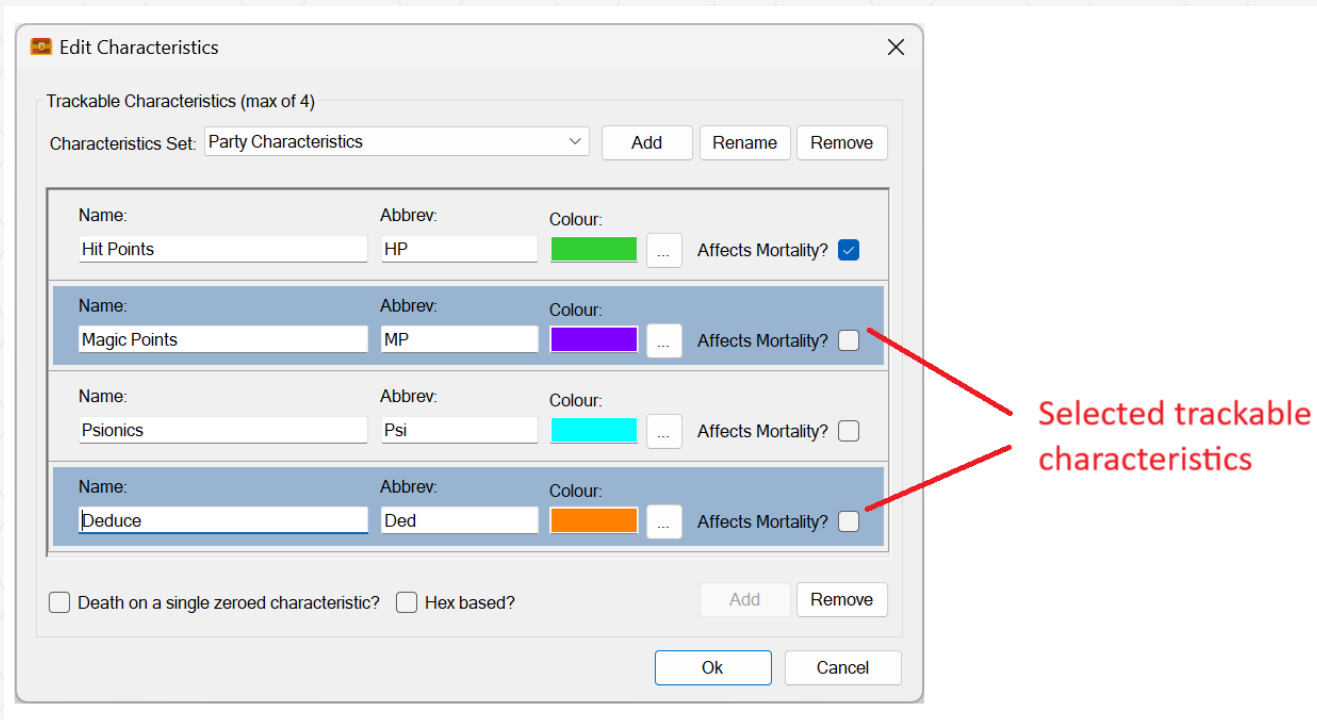 Edit Characteristics
Trackable Characteristics (max of 4)
Characteristics Set: Party Characteristics Add Rename Remove
Name: Abbrev: Colour:
Hit Points HP ... Affects Mortality?
Name: Abbrev: Colour:
Magic Points MP ... Affects Mortality?
Name: Abbrev: Colour:
Psionics Psi ... Affects Mortality?
Name: Abbrev: Colour:
Deduce Ded ... Affects Mortality?
Death on a single zeroed characteristic? Hex based? Add Remove
Ok Cancel
Selected trackable
characteristics